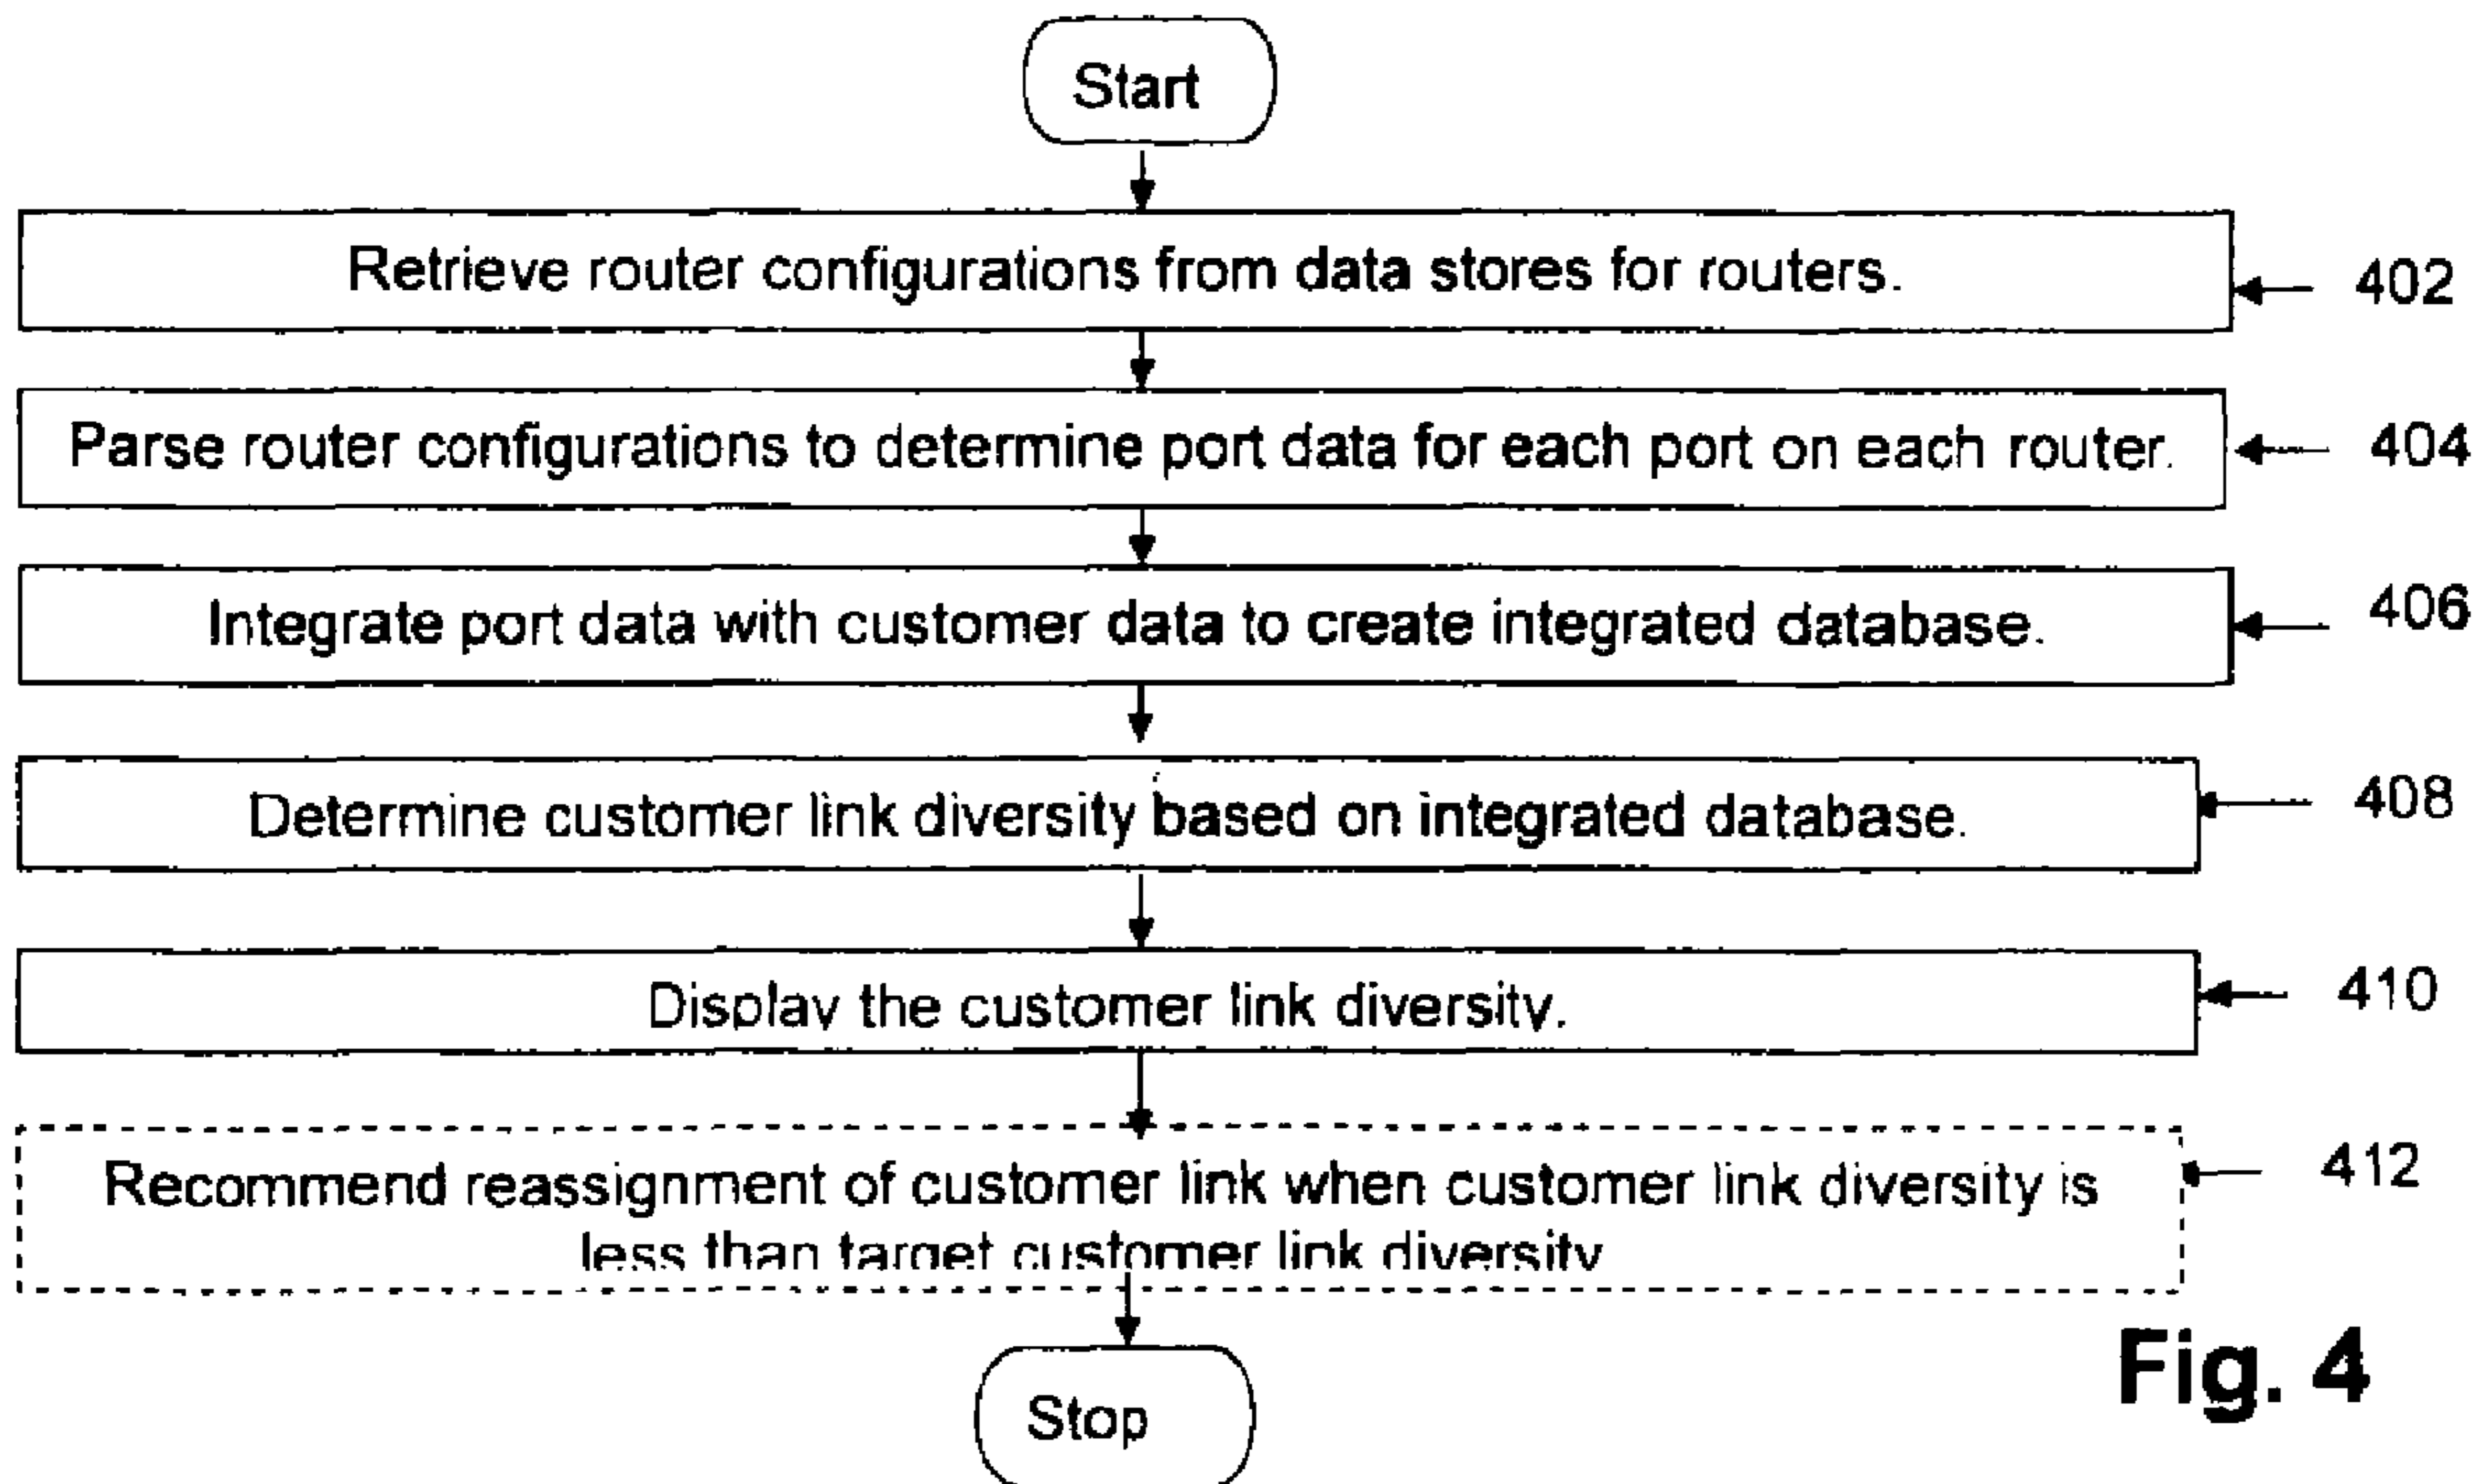 Start
Retrieve router configurations from data stores for routers.
402
Parse router configurations to determine port data for each port on each router.
404
Integrate port data with customer data to create integrated database.
406
Determine customer link diversity based on integrated database.
408
Display the customer link diversity.
410
Recommend reassignment of customer link when customer link diversity is
412
less than target customer link diversity
Stop
Fig. 4